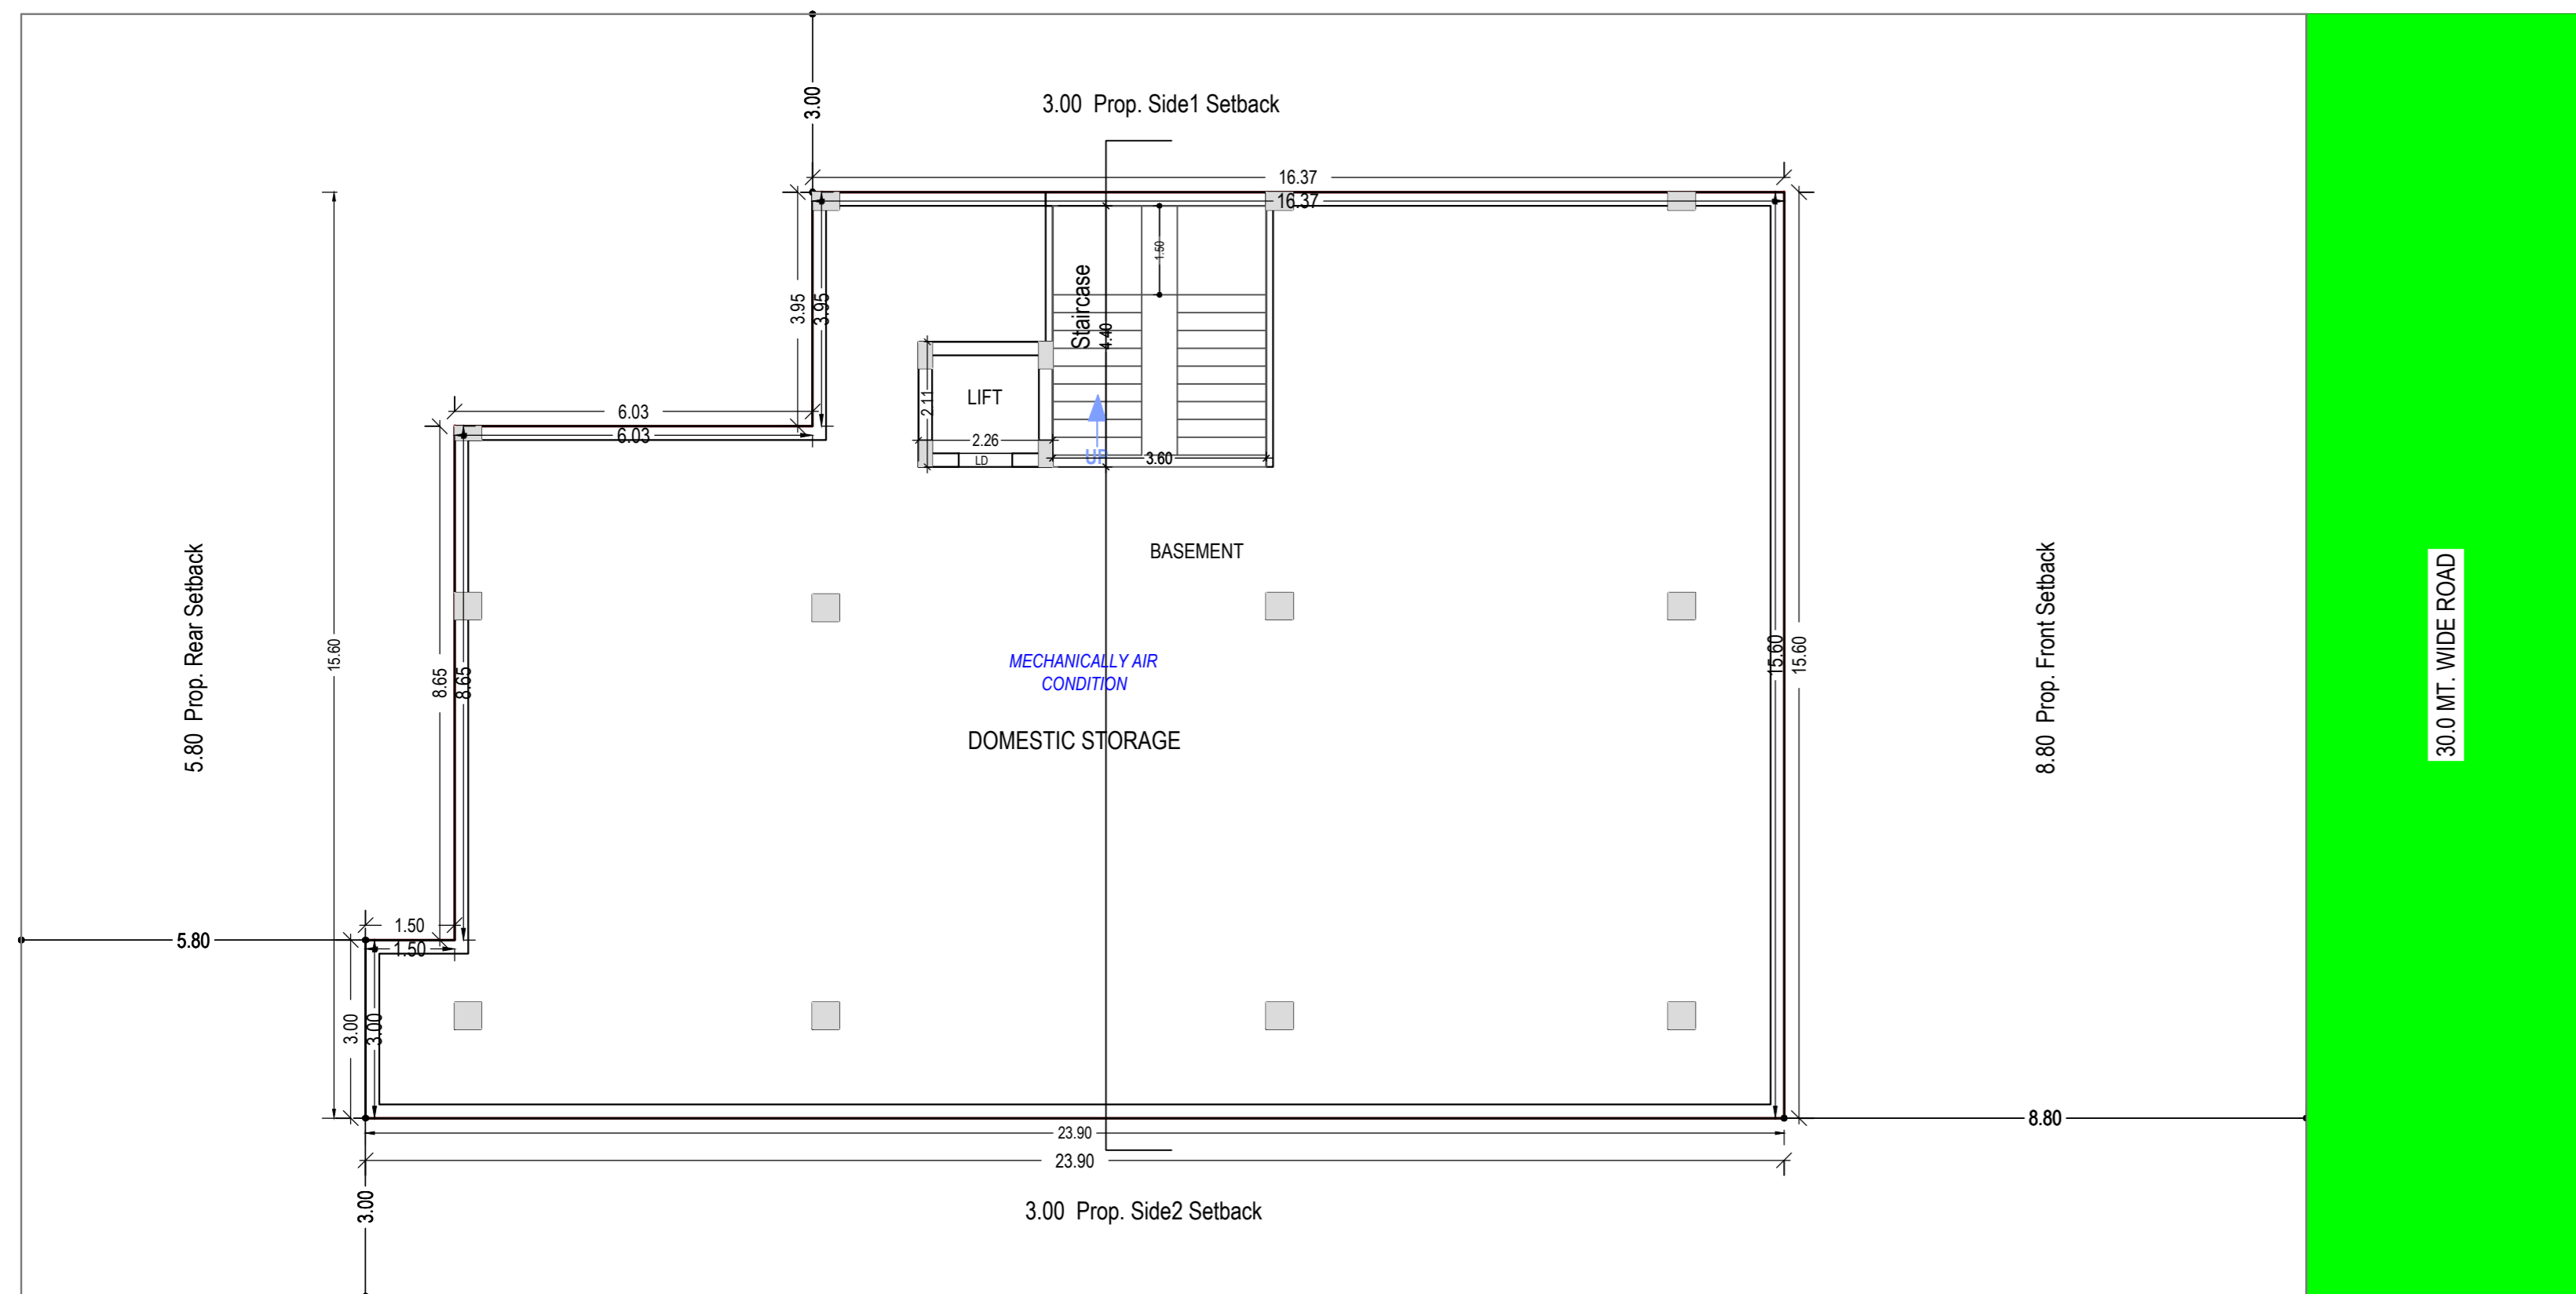 3.00
3.00 Prop. Side1 Setback
16.37
16.37
1.50
3.95
3.95
Staircase
4.40
2.11
LIFT
6.03
6.03
2.26
LD
UP
3.60
BASEMENT
5.80 Prop. Rear Setback
15.60
8.65
8.65
MECHANICALLY AIR
CONDITION
DOMESTIC STORAGE
15.60
15.60
8.80 Prop. Front Setback
30.0 MT. WIDE ROAD
1.50
1.50
5.80
3.00
3.00
8.80
23.90
23.90
3.00
3.00 Prop. Side2 Setback